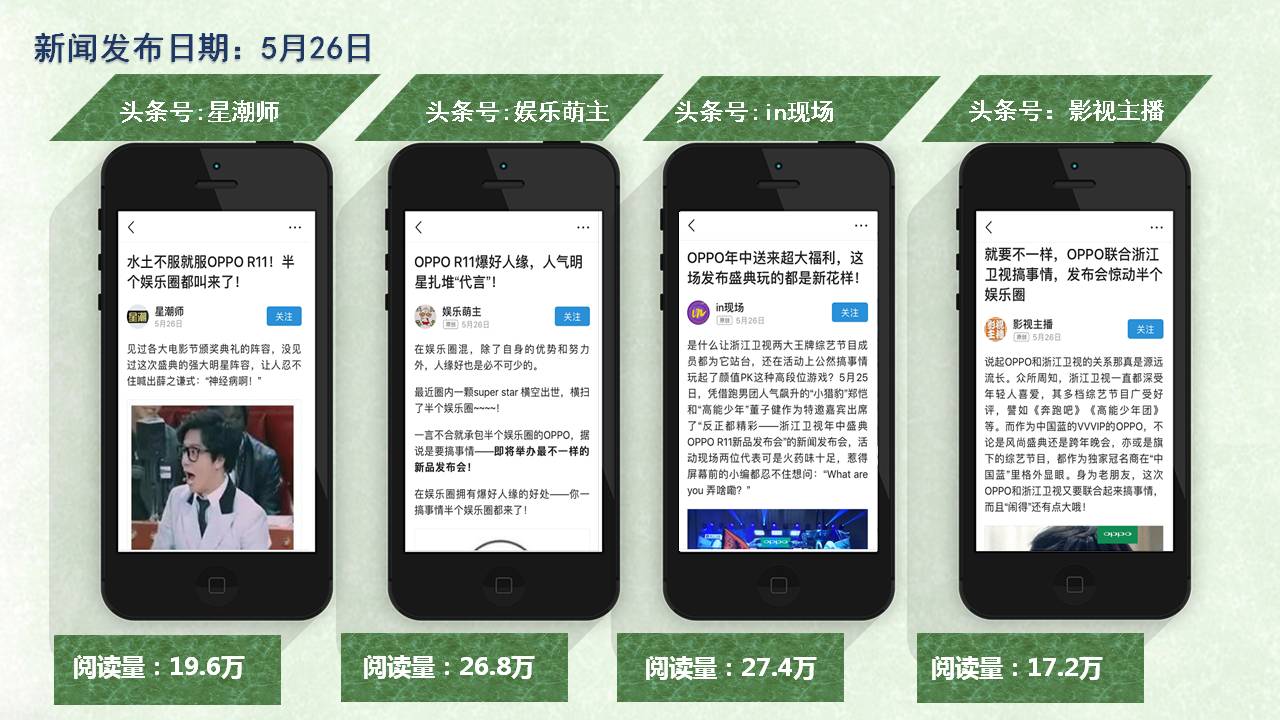 新闻发布日期：5月26日
头条号:星潮师
水土不服就服OPPO R11！半
个娱乐圈都叫来了！
星潮
星潮师
5月26日
关注
见过各大电影节颁奖典礼的阵容，没见
过这次盛典的强大明星阵容，让人忍不
住喊出薛之谦式：“神经病啊！”
阅读量：19.6万
头条号:娱乐萌主
OPPO R11爆好人缘，人气明
星扎堆“代言”！
娱乐萌主
原创 5月26日
关注
在娱乐圈混，除了自身的优势和努力
外，人缘好也是必不可少的。
最近圈内一颗super star 横空出世，横扫
了半个娱乐圈~~~~！
一言不合就承包半个娱乐圈的OPPO，据
说是要搞事情——即将举办最不一样的
新品发布会！
在娱乐圈拥有爆好人缘的好处——你一
搞事情半个娱乐圈都来了！
阅读量：26.8万
头条号:in现场
OPPO年中送来超大福利，这
场发布盛典玩的都是新花样！
in现场
原创 5月26日
关注
是什么让浙江卫视两大王牌综艺节目成
员都为它站台，还在活动上公然搞事情
玩起了颜值PK这种高段位游戏？5月25
日，凭借跑男团人气飙升的“小猎豹”郑恺
和“高能少年”董子健作为特邀嘉宾出席
了“反正都精彩——浙江卫视年中盛典
OPPO R11新品发布会”的新闻发布会，活
动现场两位代表可是火药味十足，惹得
屏幕前的小编都忍不住想问：“What are
you 弄啥嘞？”
oppo
阅读量：27.4万
头条号：影视主播
就要不一样，OPPO联合浙江
卫视搞事情，发布会惊动半个
娱乐圈
影视主播
影视主播
原创 5月26日
关注
说起OPPO和浙江卫视的关系那真是源远
流长。众所周知，浙江卫视一直都深受
年轻人喜爱，其多档综艺节目广受好
评，譬如《奔跑吧》《高能少年团》
等。而作为中国蓝的VVVIP的OPPO，不
论是风尚盛典还是跨年晚会，亦或是旗
下的综艺节目，都作为独家冠名商在“中
国蓝”里格外显眼。身为老朋友，这次
OPPO和浙江卫视又要联合起来搞事情，
而且“闹得”还有点大哦！
oppo
阅读量：17.2万